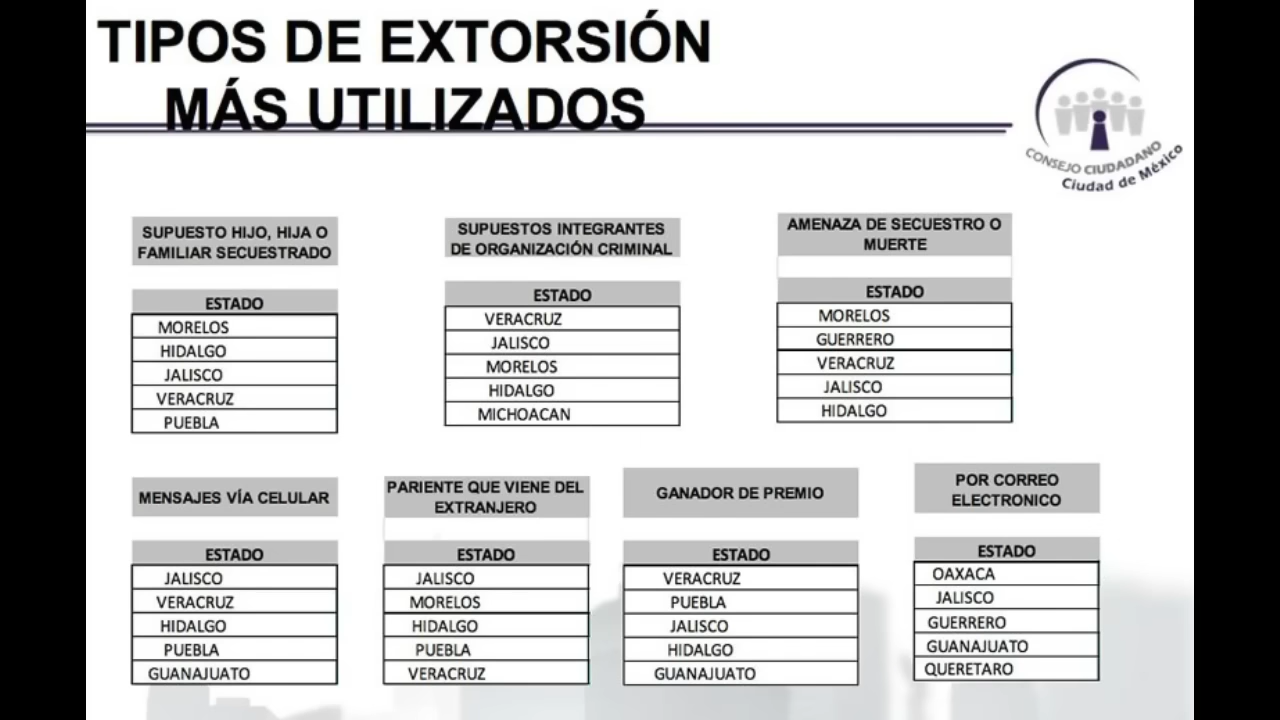 TIPOS DE EXTORSIÓN
MÁS UTILIZADOS
CONSEJO CIUDADANO
Ciudad de México
SUPUESTO HIJO, HIJA O
FAMILIAR SECUESTRADO
ESTADO
MORELOS
HIDALGO
JALISCO
VERACRUZ
PUEBLA
SUPUESTOS INTEGRANTES
DE ORGANIZACIÓN CRIMINAL
ESTADO
VERACRUZ
JALISCO
MORELOS
HIDALGO
MICHOACAN
AMENAZA DE SECUESTRO O
MUERTE
ESTADO
MORELOS
GUERRERO
VERACRUZ
JALISCO
HIDALGO
MENSAJES VÍA CELULAR
ESTADO
JALISCO
VERACRUZ
HIDALGO
PUEBLA
GUANAJUATO
PARIENTE QUE VIENE DEL
EXTRANJERO
ESTADO
JALISCO
MORELOS
HIDALGO
PUEBLA
VERACRUZ
GANADOR DE PREMIO
ESTADO
VERACRUZ
PUEBLA
JALISCO
HIDALGO
GUANAJUATO
POR CORREO
ELECTRONICO
ESTADO
OAXACA
JALISCO
GUERRERO
GUANAJUATO
QUERETARO